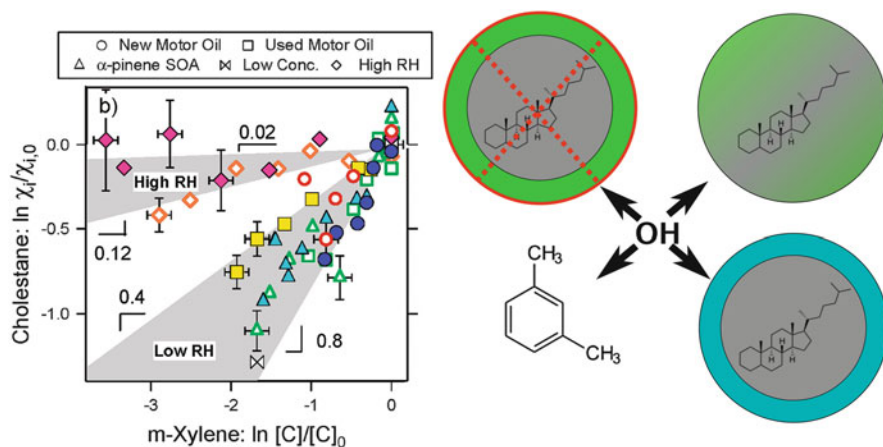 New Motor Oil Used Motor Oil
α-pinene SOA Low Conc. High RH
b)
Cholestane: ln χi/χi,0
0.0
-0.5
-1.0
0.02
High RH
0.12
0.4
0.8
Low RH
-3 -2 -1 0
m-Xylene: ln [C]/[C]0
H
H H
H
H H
OH
CH3
CH3
H
H H